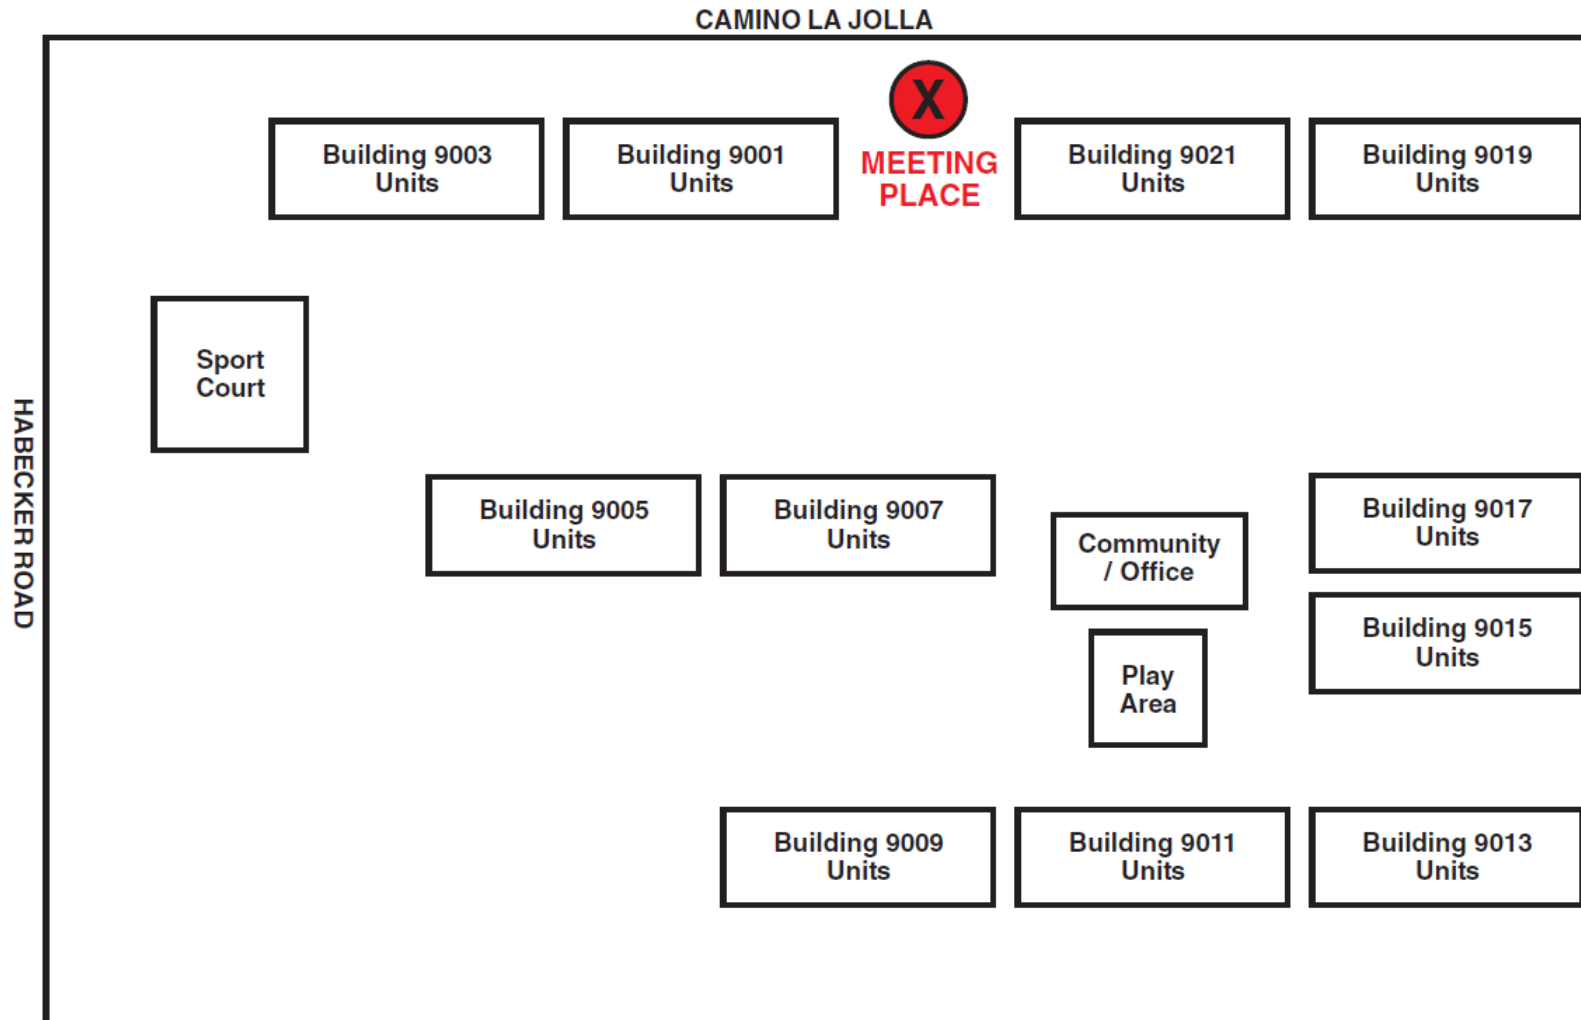 CAMINO LA JOLLA
X
MEETING
PLACE
Building 9003
Units
Building 9001
Units
Building 9021
Units
Building 9019
Units
Sport
Court
HABECKER ROAD
Building 9005
Units
Building 9007
Units
Community
/ Office
Building 9017
Units
Building 9015
Units
Play
Area
Building 9009
Units
Building 9011
Units
Building 9013
Units